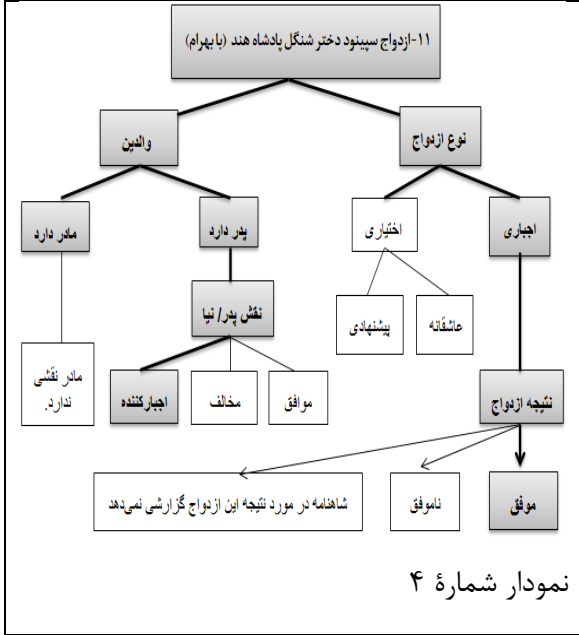 ۱۱-ازدواج سپینود دختر شنگل پادشاه هند (با بهرام)
نوع ازدواج
والدین
اجباری
اختیاری
پدر دارد
مادر دارد
عاشقانه
پیشنهادی
نقش پدر/ نیا
موافق
مخالف
اجبارکننده
مادر نقشی
ندارد.
نتیجه ازدواج
موفق
ناموفق
شاهنامه در مورد نتیجه این ازدواج گزارشی نمی‌دهد
نمودار شمارۀ ۴